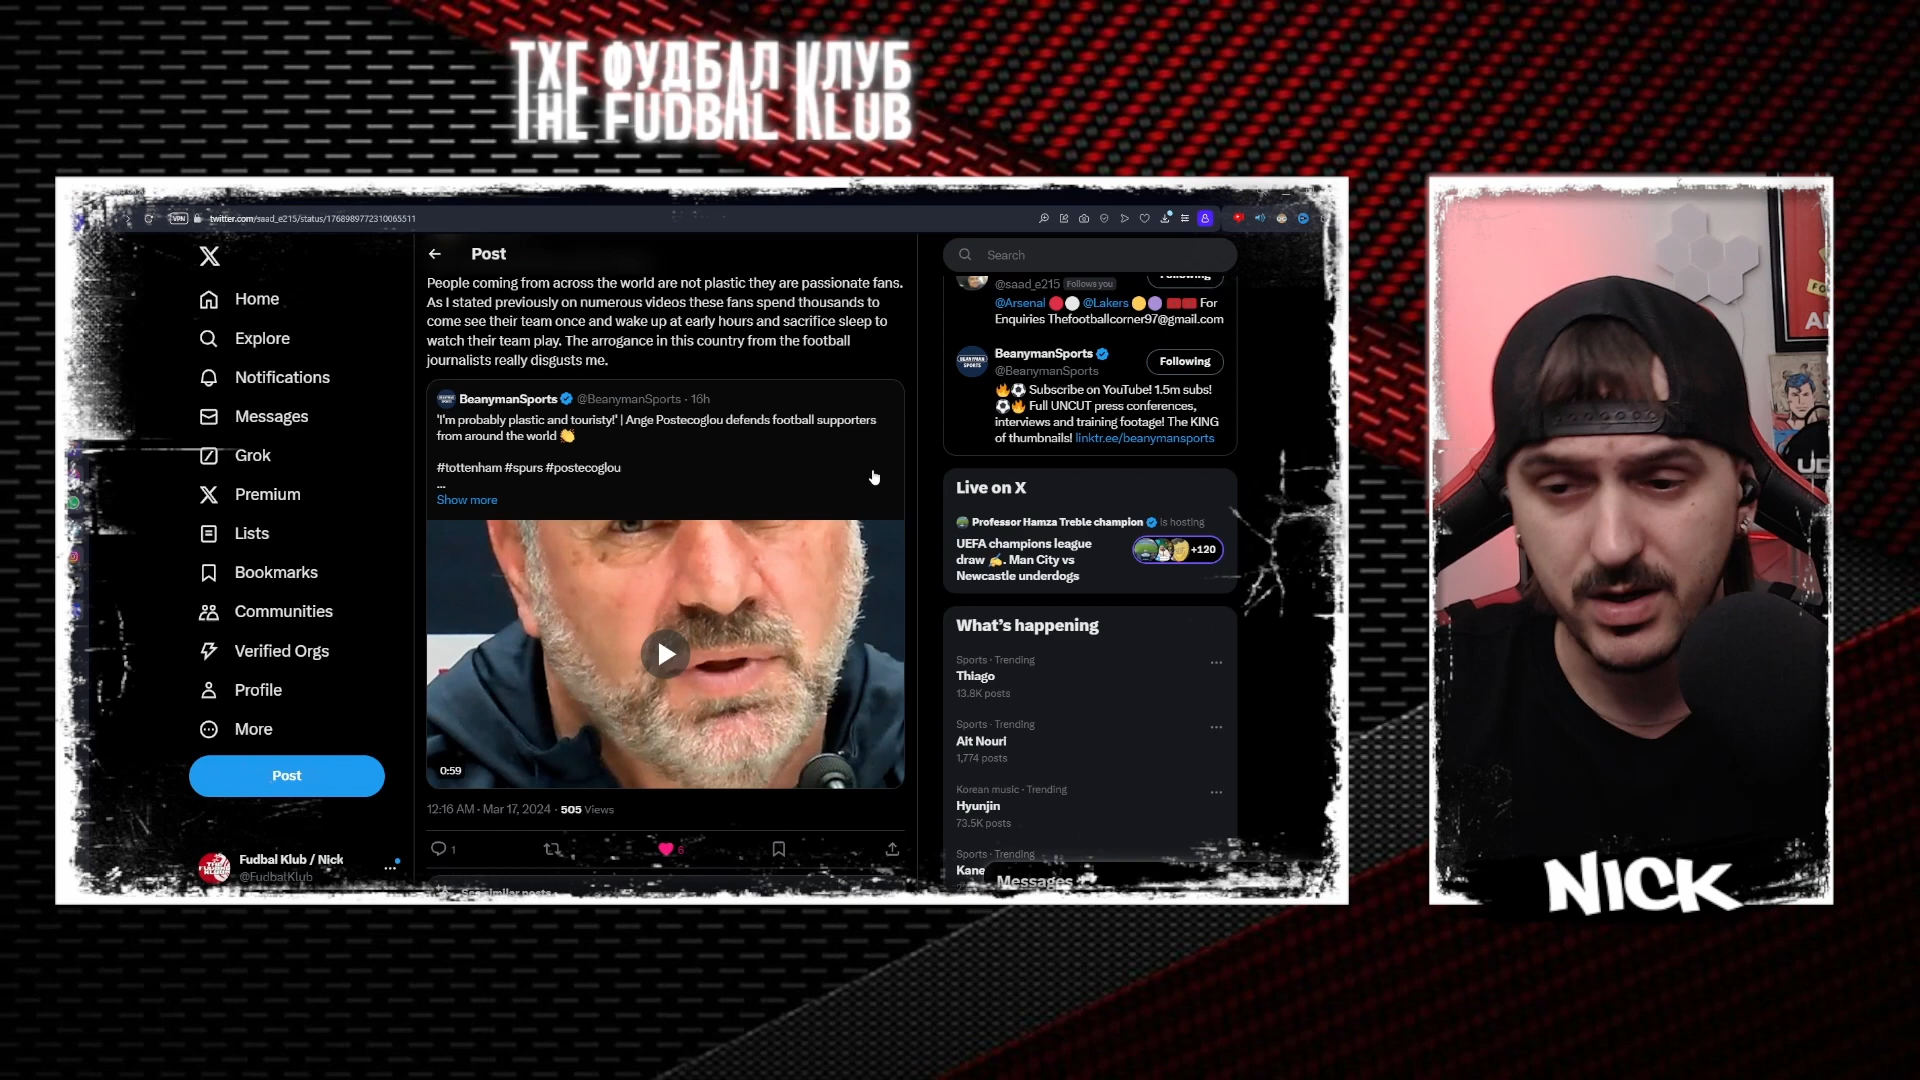 ТХЕ ФУДБАЛ КЛУБ
THE FUDBAL KLUB
VPN
twitter.com/saad_e215/status/1768989772310065511
Home
Explore
Notifications
Messages
Grok
Premium
Lists
Bookmarks
Communities
Verified Orgs
Profile
More
Post
Fudbal Klub / Nick
@FudbalKlub
Post
People coming from across the world are not plastic they are passionate fans.
As I stated previously on numerous videos these fans spend thousands to
come see their team once and wake up at early hours and sacrifice sleep to
watch their team play. The arrogance in this country from the football
journalists really disgusts me.
BeanymanSports @BeanymanSports · 16h
'I'm probably plastic and touristy!' | Ange Postecoglou defends football supporters
from around the world 👏
#tottenham #spurs #postecoglou
...
Show more
0:59
12:16 AM · Mar 17, 2024 · 505 Views
1
6
See similar posts
Search
Following
@saad_e215 Follows you
@Arsenal 🔴⚪ @Lakers 🟡🟣 For
Enquiries Thefootballcorner97@gmail.com
BeanymanSports
@BeanymanSports
Following
🔥⚽ Subscribe on YouTube! 1.5m subs!
⚽🔥 Full UNCUT press conferences,
interviews and training footage! The KING
of thumbnails! linktr.ee/beanymansports
Live on X
Professor Hamza Treble champion is hosting
UEFA champions league
draw ✍. Man City vs
Newcastle underdogs
+120
What's happening
Sports · Trending
Thiago
13.8K posts
Sports · Trending
Ait Nouri
1,774 posts
Korean music · Trending
Hyunjin
73.5K posts
Sports · Trending
Kane
Messages
NICK